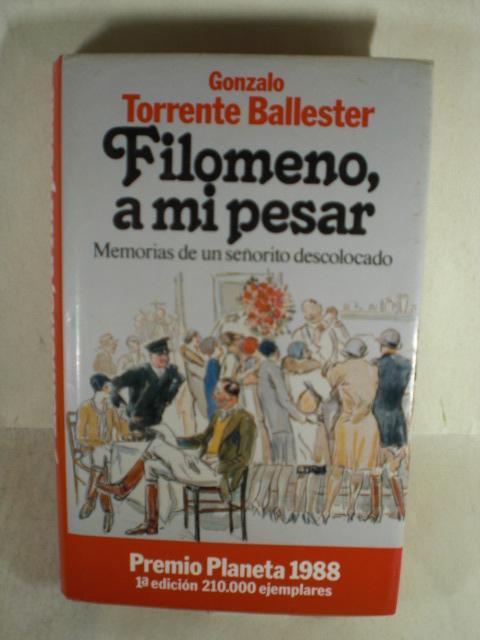 Gonzalo
Torrente Ballester
Filomeno,
a mi pesar
Memorias de un señorito descolocado
Premio Planeta 1988
1ª edición 210.000 ejemplares